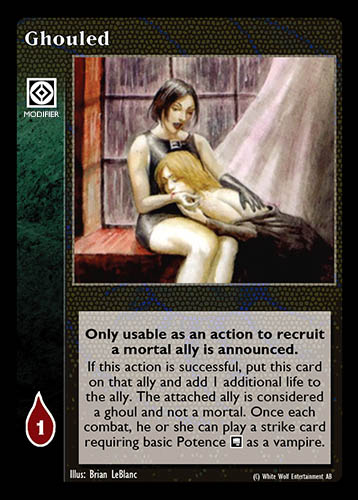 Ghouled
MODIFIER
Only usable as an action to recruit
a mortal ally is announced.
If this action is successful, put this card
on that ally and add 1 additional life to
the ally. The attached ally is considered
a ghoul and not a mortal. Once each
combat, he or she can play a strike card
requiring basic Potence as a vampire.
1
Illus: Brian LeBlanc
(C) White Wolf Entertainment AB